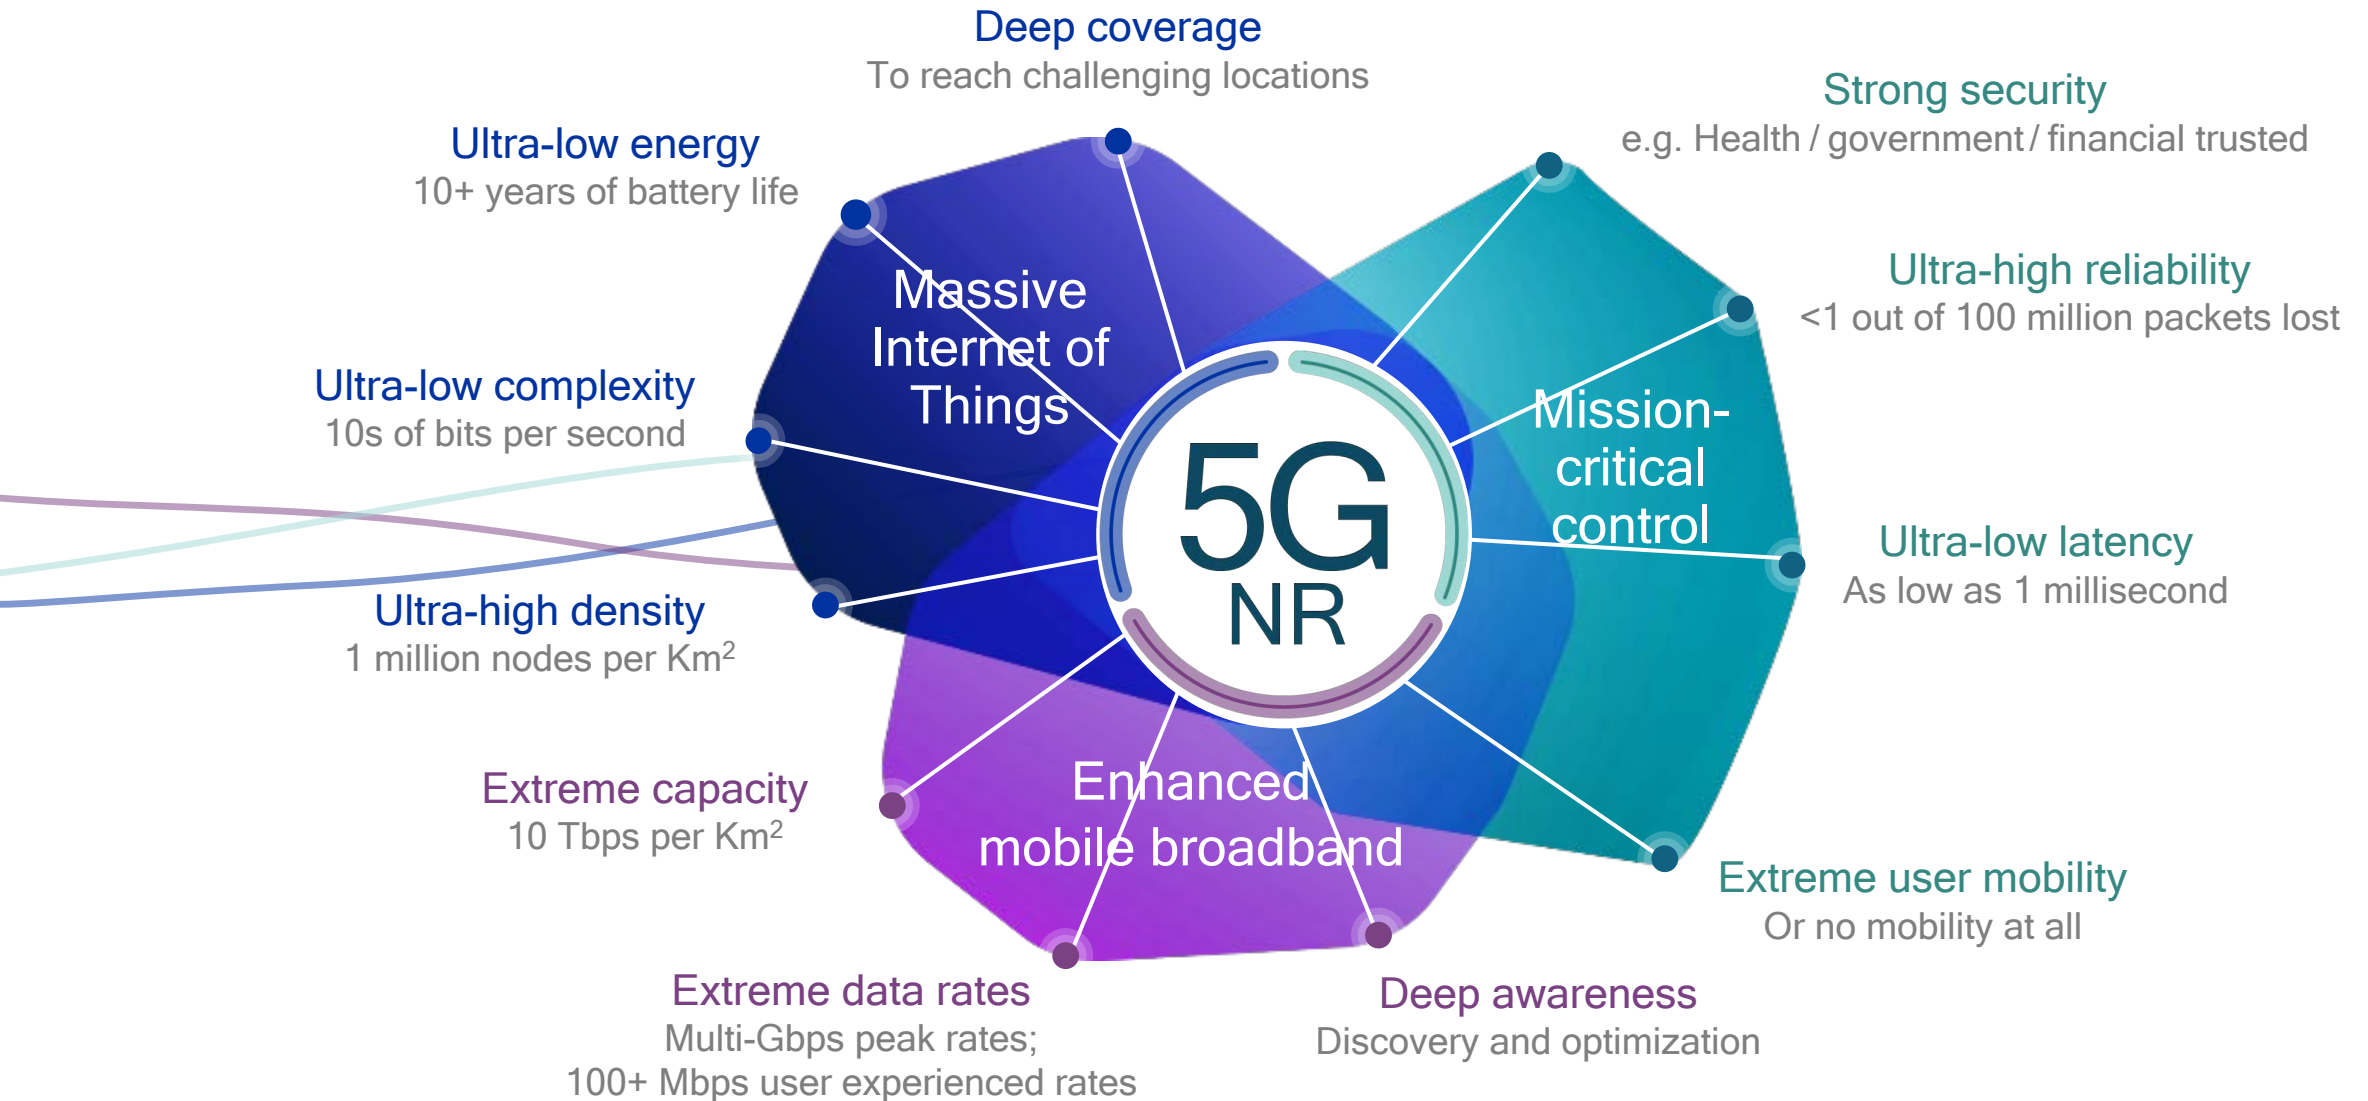 Deep coverage
To reach challenging locations
Strong security
e.g. Health / government / financial trusted
Ultra-low energy
10+ years of battery life
Ultra-high reliability
<1 out of 100 million packets lost
Massive
Internet of
Things
Ultra-low complexity
10s of bits per second
Mission-
critical
control
5G
NR
Ultra-low latency
As low as 1 millisecond
Ultra-high density
1 million nodes per Km²
Extreme capacity
10 Tbps per Km²
Enhanced
mobile broadband
Extreme user mobility
Or no mobility at all
Extreme data rates
Multi-Gbps peak rates;
100+ Mbps user experienced rates
Deep awareness
Discovery and optimization